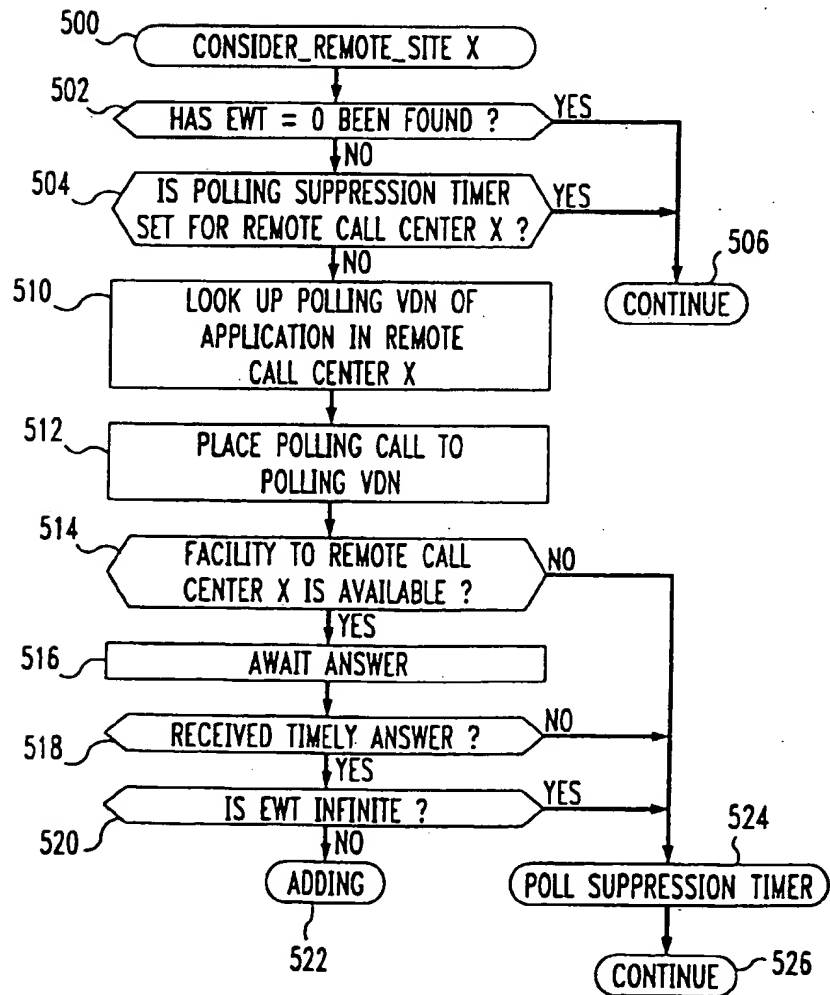 500
CONSIDER_REMOTE_SITE X
502
HAS EWT = 0 BEEN FOUND ?
YES
NO
504
IS POLLING SUPPRESSION TIMER
SET FOR REMOTE CALL CENTER X ?
YES
NO
506
CONTINUE
510
LOOK UP POLLING VDN OF
APPLICATION IN REMOTE
CALL CENTER X
512
PLACE POLLING CALL TO
POLLING VDN
514
FACILITY TO REMOTE CALL
CENTER X IS AVAILABLE ?
NO
YES
516
AWAIT ANSWER
518
RECEIVED TIMELY ANSWER ?
NO
YES
520
IS EWT INFINITE ?
YES
NO
522
ADDING
524
POLL SUPPRESSION TIMER
526
CONTINUE